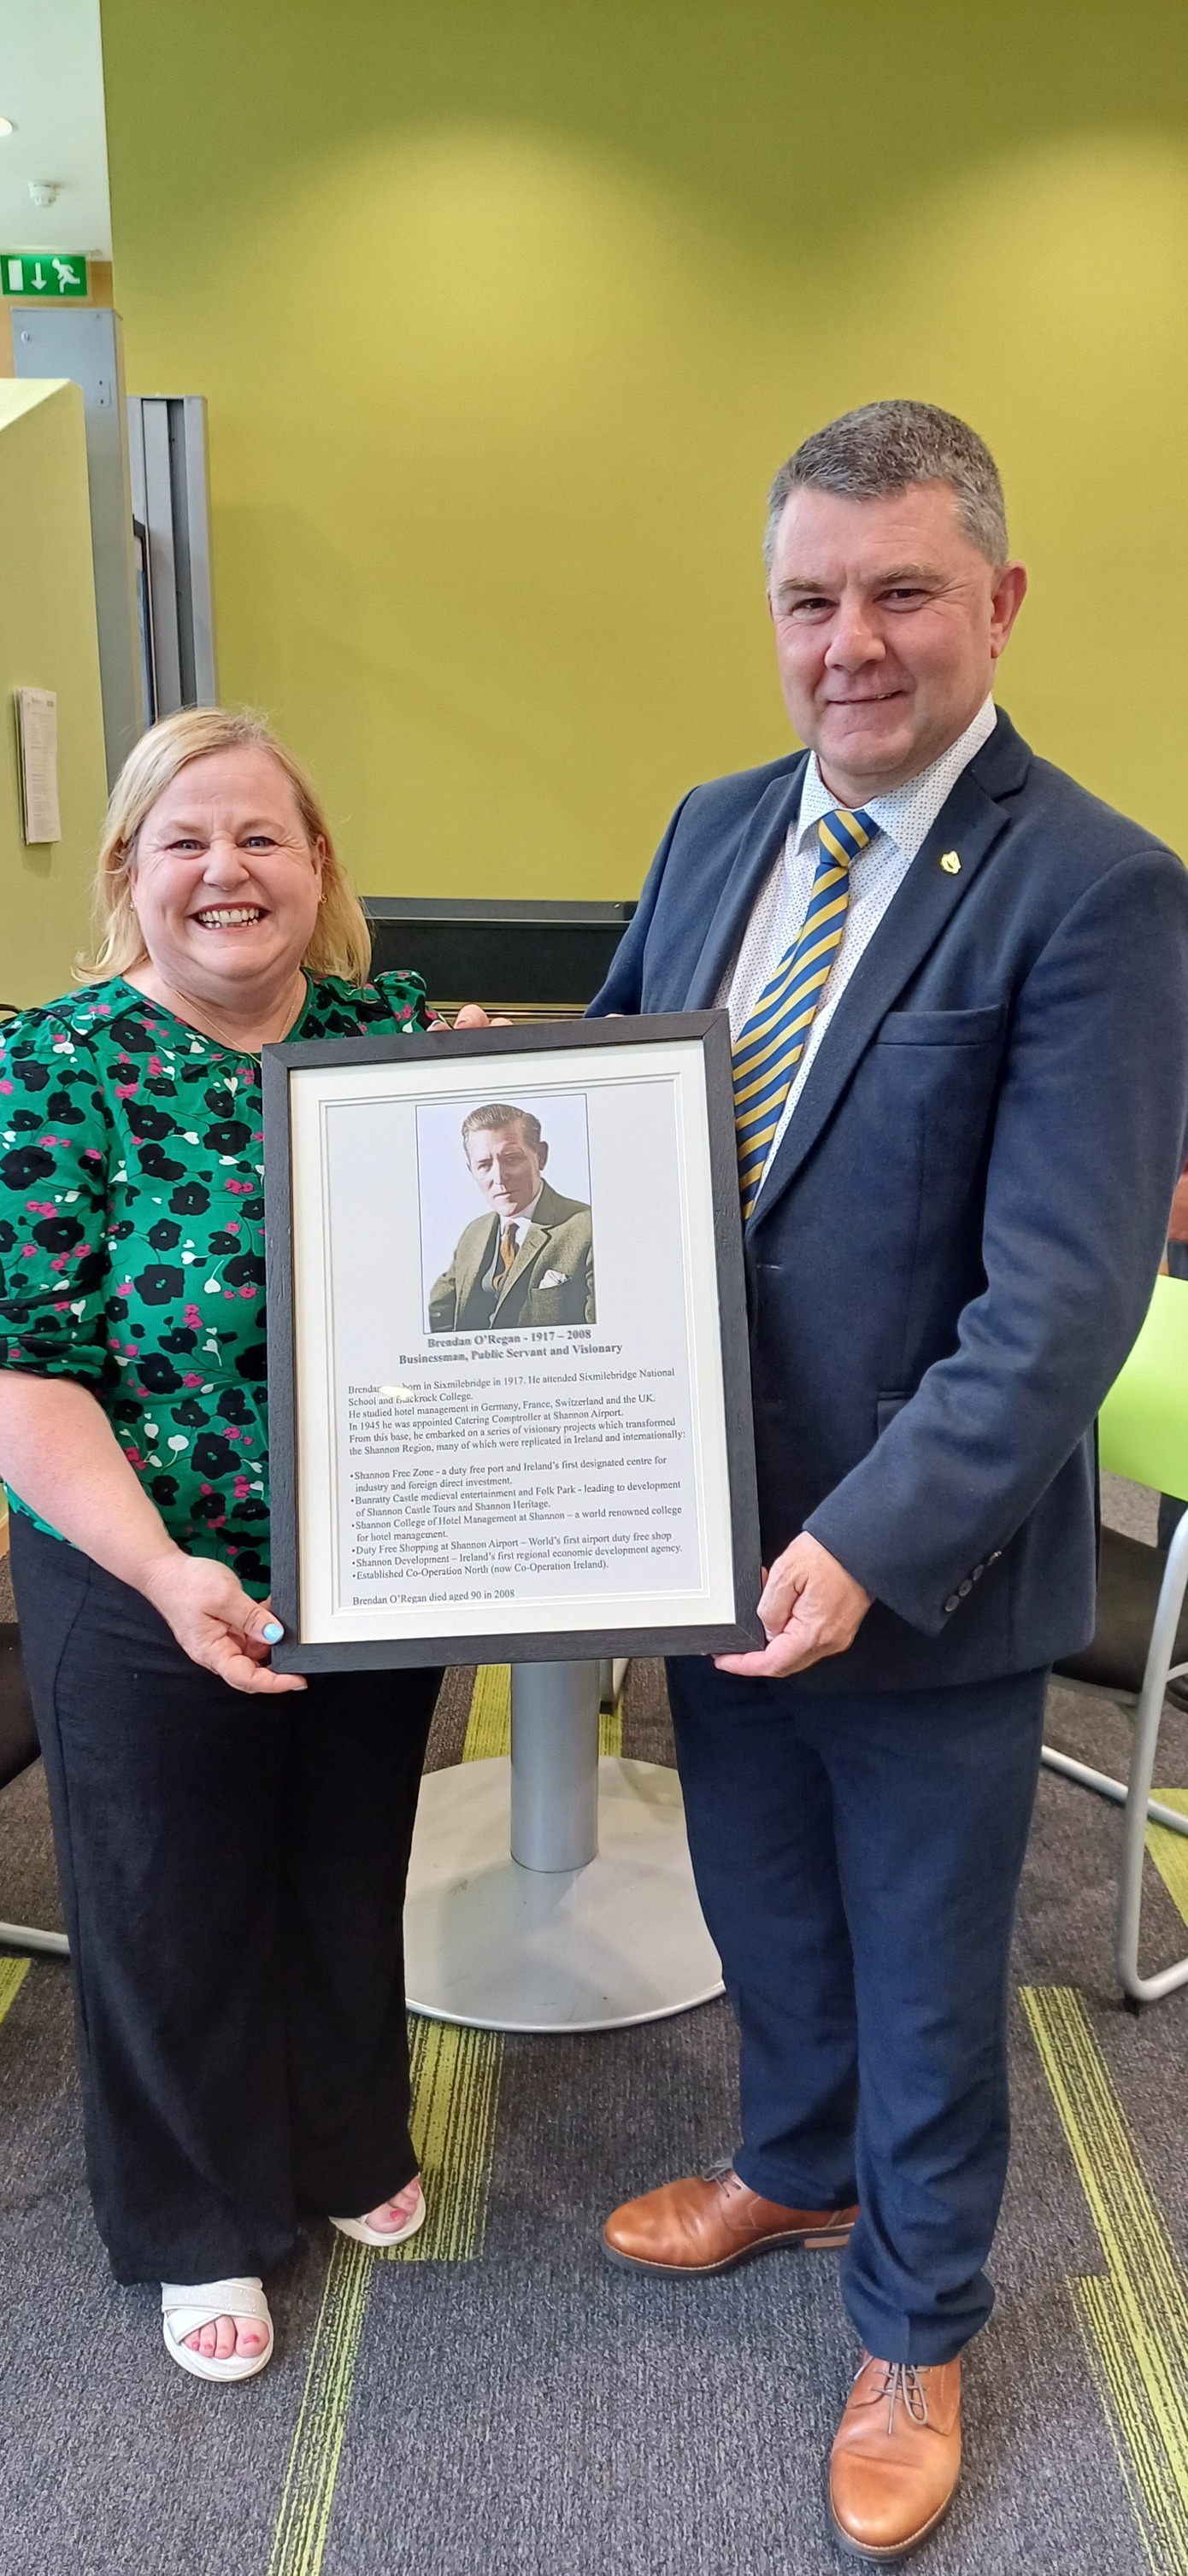 Brendan O'Regan - 1917 – 2008
Businessman, Public Servant and Visionary
Brendan born in Sixmilebridge in 1917. He attended Sixmilebridge National
School and Blackrock College.
He studied hotel management in Germany, France, Switzerland and the UK.
In 1945 he was appointed Catering Comptroller at Shannon Airport.
From this base, he embarked on a series of visionary projects which transformed
the Shannon Region, many of which were replicated in Ireland and internationally:
•Shannon Free Zone - a duty free port and Ireland's first designated centre for
industry and foreign direct investment.
•Bunratty Castle medieval entertainment and Folk Park - leading to development
of Shannon Castle Tours and Shannon Heritage.
•Shannon College of Hotel Management at Shannon – a world renowned college
for hotel management.
•Duty Free Shopping at Shannon Airport – World's first airport duty free shop
•Shannon Development – Ireland's first regional economic development agency.
•Established Co-Operation North (now Co-Operation Ireland).
Brendan O'Regan died aged 90 in 2008